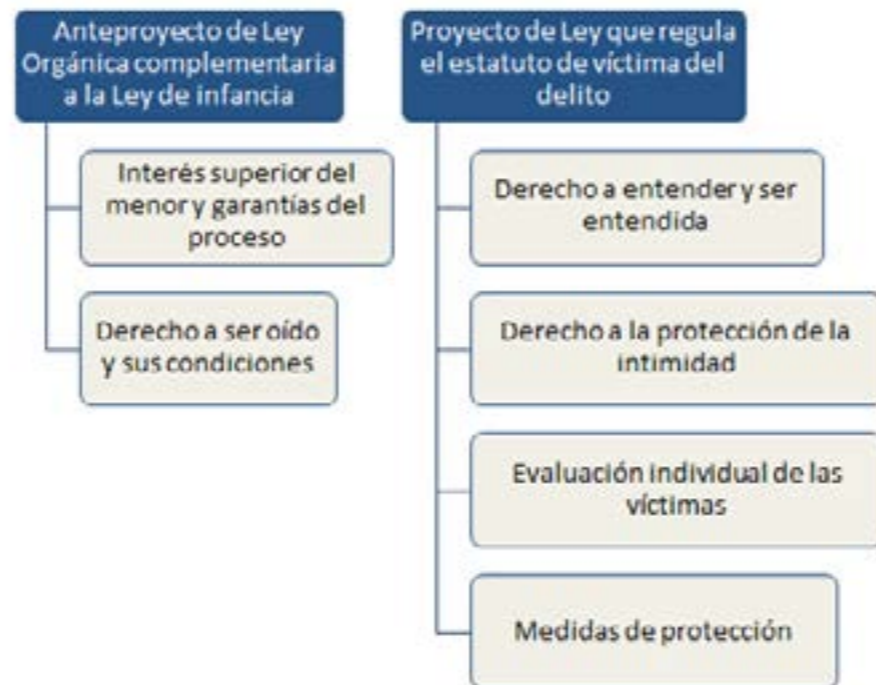 Anteproyecto de Ley
Orgánica complementaria
a la Ley de infancia
Interés superior del
menor y garantías del
proceso
Derecho a ser oído
y sus condiciones
Proyecto de Ley que regula
el estatuto de víctima del
delito
Derecho a entender y ser
entendida
Derecho a la protección de la
intimidad
Evaluación individual de las
víctimas
Medidas de protección